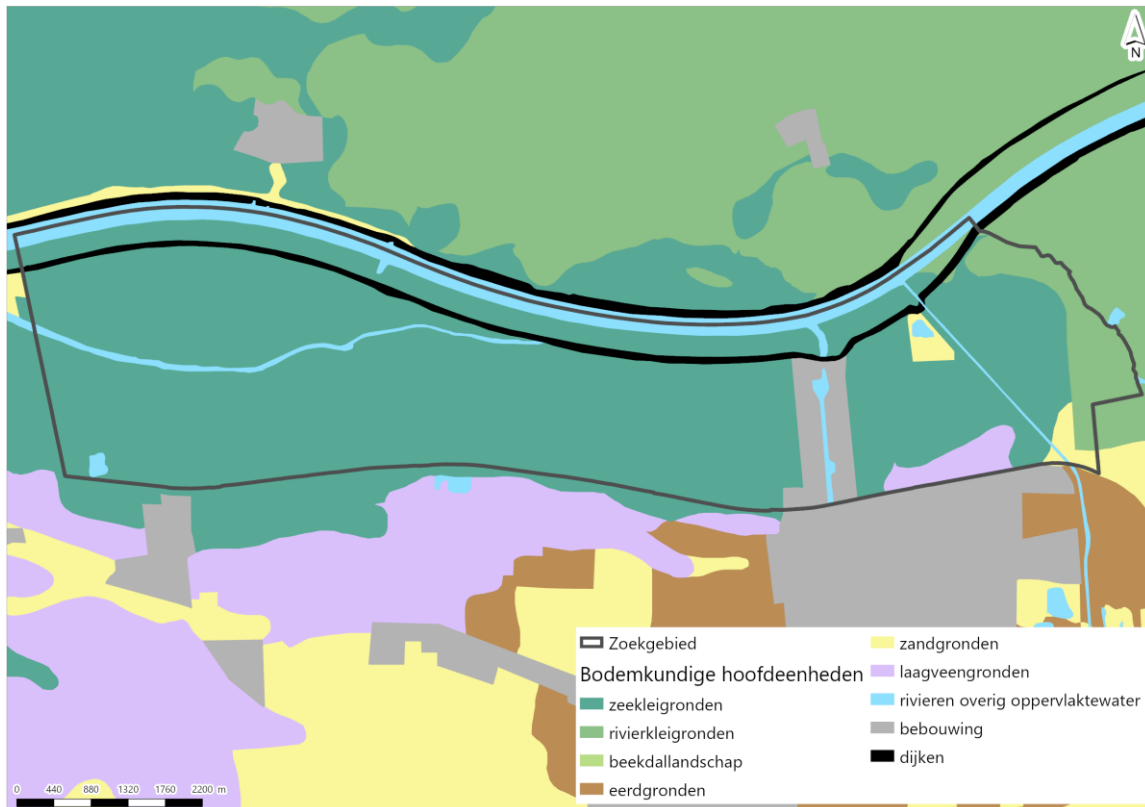 N
Zoekgebied
Bodemkundige hoofdeenheden
zeekleigronden
rivierkleigronden
beekdallandschap
eerdgronden
zandgronden
laagveengronden
rivieren overig oppervlaktewater
bebouwing
dijken
0 440 880 1320 1760 2200 m